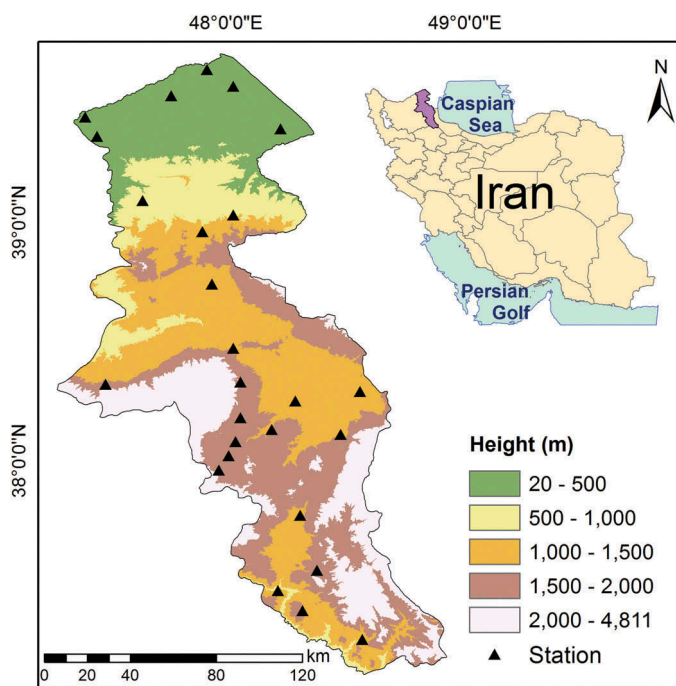 48°0'0"E
49°0'0"E
N
Caspian
Sea
39°0'0"N
Iran
Persian
Golf
38°0'0"N
Height (m)
20 - 500
500 - 1,000
1,000 - 1,500
1,500 - 2,000
2,000 - 4,811
Station
km
0 20 40 60 80 120